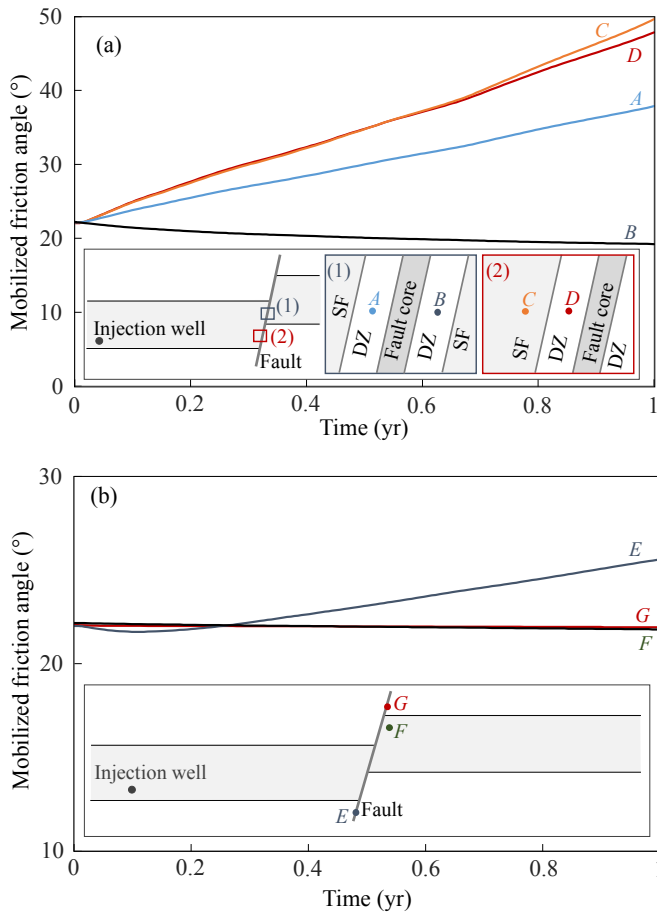 50
(a)
C
D
40
A
30
Mobilized friction angle (°)
20
B
(1)
(2)
Injection well
Fault
10
(1)
SF
DZ
A
Fault core
B
DZ
SF
(2)
C
D
SF
DZ
Fault core
DZ
0
0
0.2
0.4
0.6
0.8
1
Time (yr)
30
(b)
E
Mobilized friction angle (°)
G
F
20
G
F
Injection well
E
Fault
10
0
0.2
0.4
0.6
0.8
1
Time (yr)